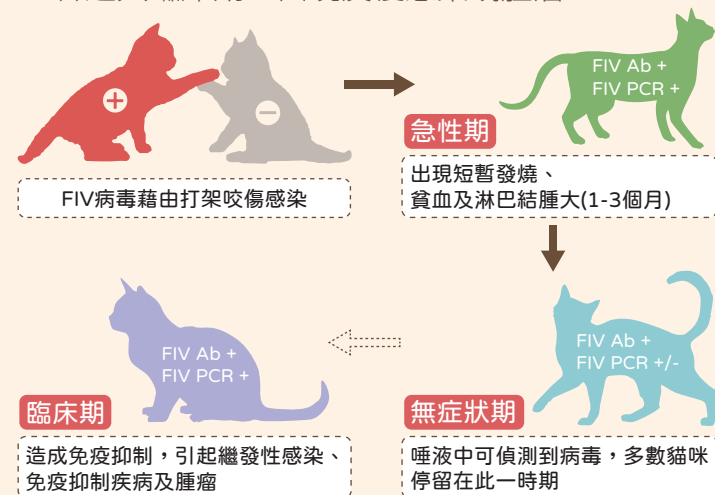 FIV病毒藉由打架咬傷感染
FIV Ab +
FIV PCR +
急性期
出現短暫發燒、
貧血及淋巴結腫大(1-3個月)
FIV Ab +
FIV PCR +/-
無症狀期
唾液中可偵測到病毒，多數貓咪
停留在此一時期
FIV Ab +
FIV PCR +
臨床期
造成免疫抑制，引起繼發性感染、
免疫抑制疾病及腫瘤